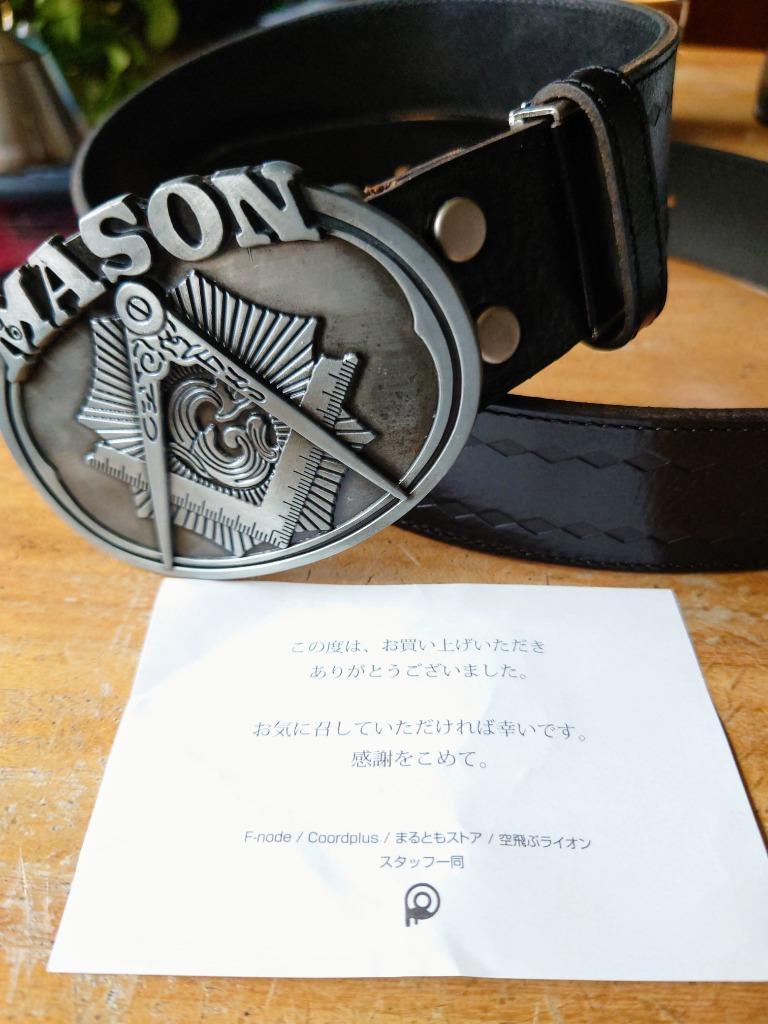 MASON
この度は、お買い上げいただき
ありがとうございました。
お気に召していただければ幸いです。
感謝をこめて。
F-node / Coordplus / まるともストア / 空飛ぶライオン
スタッフ一同